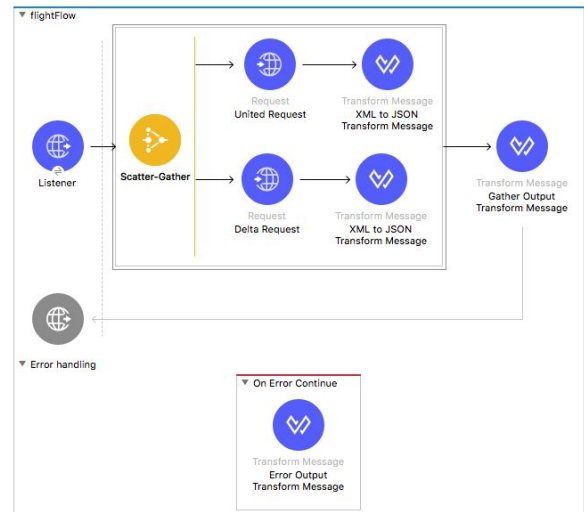 flightFlow
Listener
Scatter-Gather
Request
United Request
Transform Message
XML to JSON
Transform Message
Request
Delta Request
Transform Message
XML to JSON
Transform Message
Transform Message
Gather Output
Transform Message
Error handling
On Error Continue
Transform Message
Error Output
Transform Message